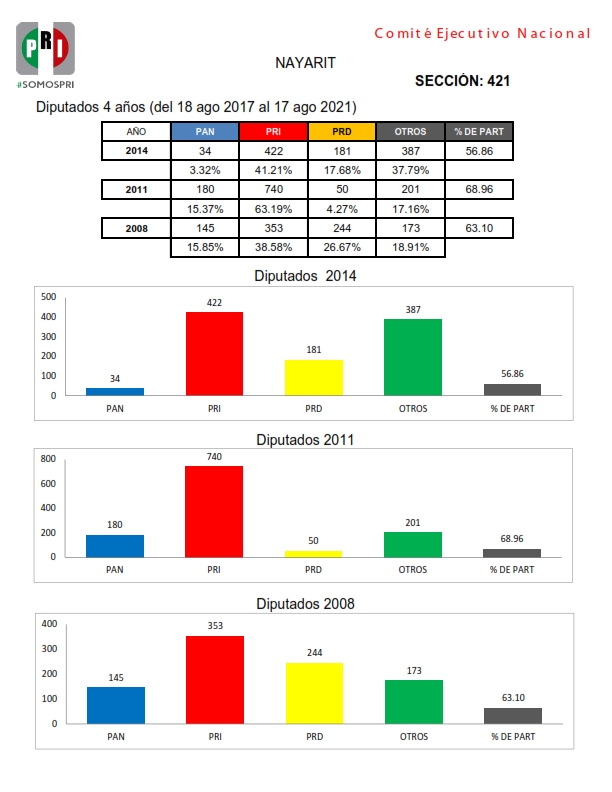 Comité Ejecutivo Nacional
PRI
#SOMOSPRI
NAYARIT
SECCIÓN: 421
Diputados 4 años (del 18 ago 2017 al 17 ago 2021)
AÑO PAN PRI PRD OTROS % DE PART
2014 34 422 181 387 56.86
3.32% 41.21% 17.68% 37.79%
2011 180 740 50 201 68.96
15.37% 63.19% 4.27% 17.16%
2008 145 353 244 173 63.10
15.85% 38.58% 26.67% 18.91%
Diputados 2014
500
400
300
200
100
0
34 422 181 387 56.86
PAN PRI PRD OTROS % DE PART
Diputados 2011
800
600
400
200
0
180 740 50 201 68.96
PAN PRI PRD OTROS % DE PART
Diputados 2008
400
300
200
100
0
145 353 244 173 63.10
PAN PRI PRD OTROS % DE PART